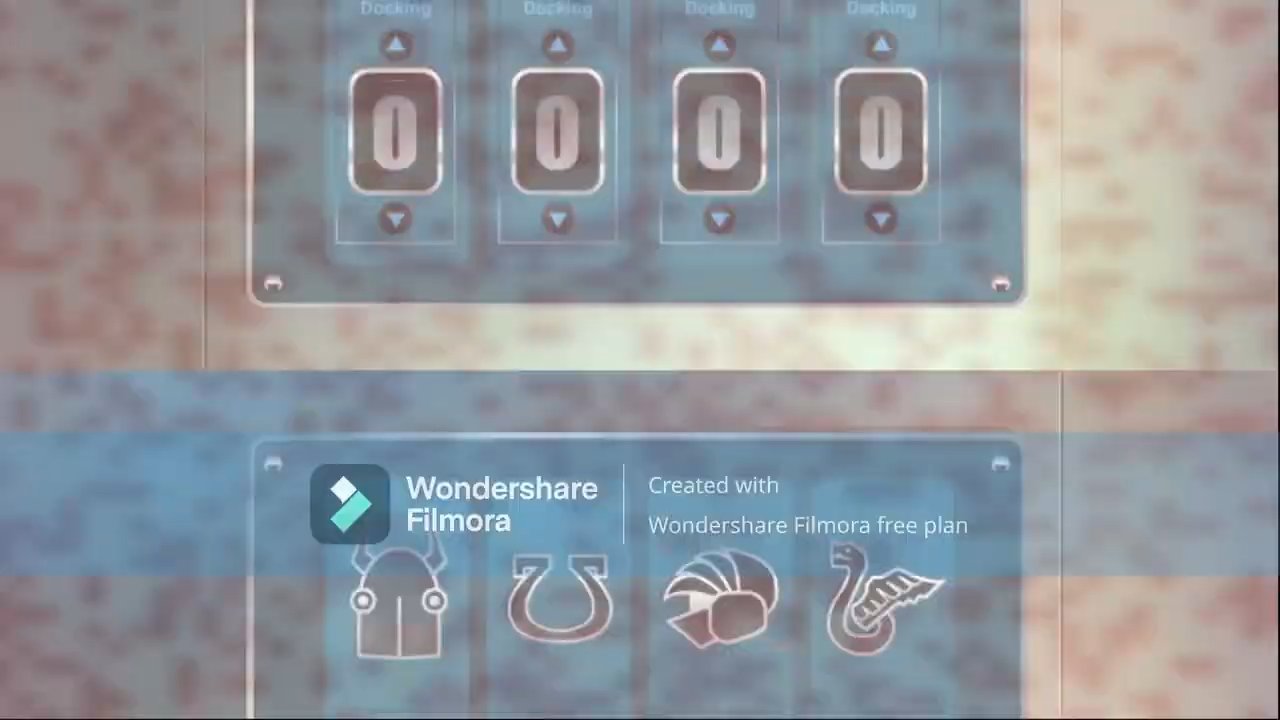 Docking Docking Docking Docking
0 0 0 0
Wondershare
Filmora
Created with
Wondershare Filmora free plan